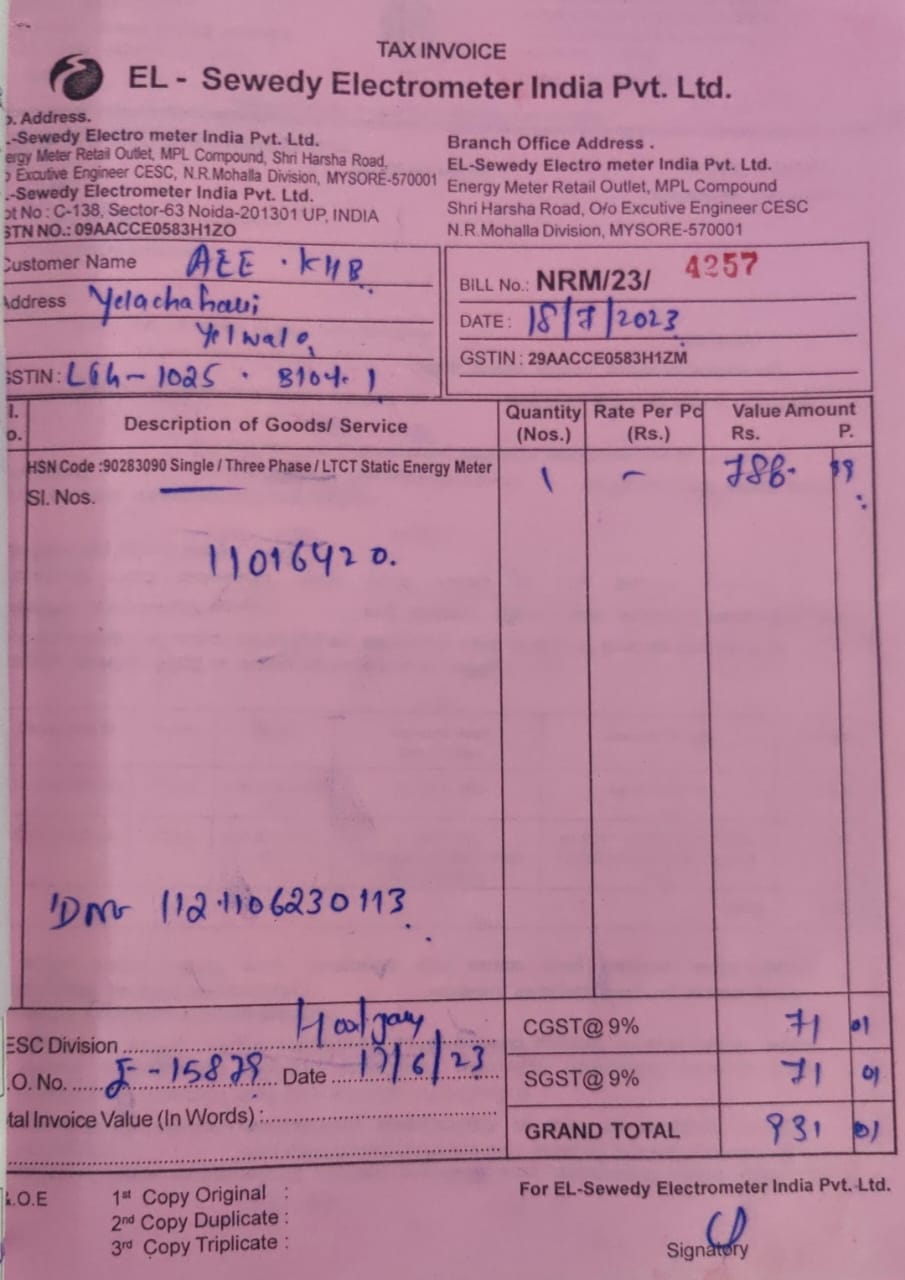 TAX INVOICE
EL - Sewedy Electrometer India Pvt. Ltd.
o. Address.
-Sewedy Electro meter India Pvt. Ltd.
ergy Meter Retail Outlet, MPL Compound, Shri Harsha Road,
o Excutive Engineer CESC, N.R.Mohalla Division, MYSORE-570001
-Sewedy Electrometer India Pvt. Ltd.
ot No : C-138, Sector-63 Noida-201301 UP, INDIA
STN NO.: 09AACCE0583H1ZO
Branch Office Address .
EL-Sewedy Electro meter India Pvt. Ltd.
Energy Meter Retail Outlet, MPL Compound
Shri Harsha Road, O/o Excutive Engineer CESC
N.R.Mohalla Division, MYSORE-570001
Customer Name AEE . KHB
Address Yelachahavi
Yelwala
GSTIN : LGh-1025 .
BILL No.: NRM/23/ 4257
DATE : 18/7/2023
GSTIN : 29AACCE0583H1ZM
l. o. Description of Goods/ Service Quantity (Nos.) Rate Per Pc (Rs.) Value Amount Rs. P.
HSN Code :90283090 Single / Three Phase / LTCT Static Energy Meter 1 - 788. 99
Sl. Nos.
11016420.
1121106230113
ESC Division
.O. No. - 15879 Date 17/6/23
tal Invoice Value (In Words) :
CGST@ 9% 71 01
SGST@ 9% 71 01
GRAND TOTAL 931 01
.O.E
1st Copy Original :
2nd Copy Duplicate :
3rd Copy Triplicate :
For EL-Sewedy Electrometer India Pvt. Ltd.
Signatory